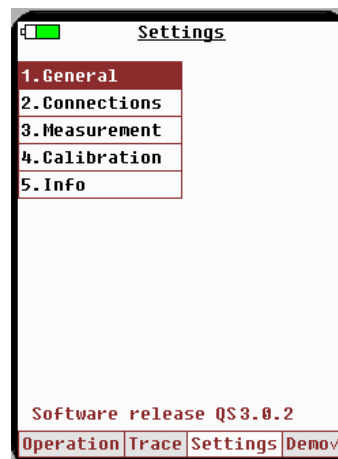 Settings
1.General
2.Connections
3.Measurement
4.Calibration
5.Info
Software release QS3.0.2
Operation Trace Settings Demo√